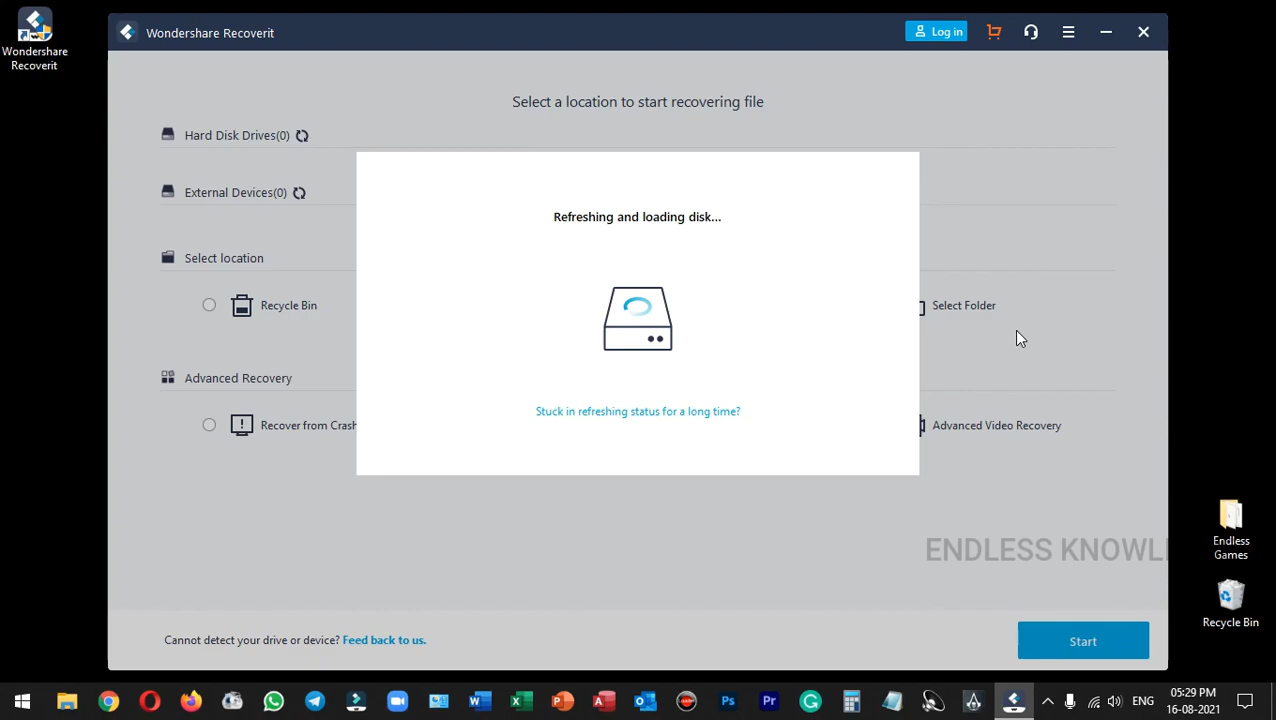 Wondershare
Recoverit
Wondershare Recoverit
Log in
Select a location to start recovering file
Hard Disk Drives(0)
External Devices(0)
Refreshing and loading disk...
Select location
Recycle Bin
Select Folder
Advanced Recovery
Stuck in refreshing status for a long time?
Recover from Crash
Advanced Video Recovery
ENDLESS KNOWL
Endless
Games
Recycle Bin
Cannot detect your drive or device? Feed back to us.
Start
ENG
05:29 PM
16-08-2021